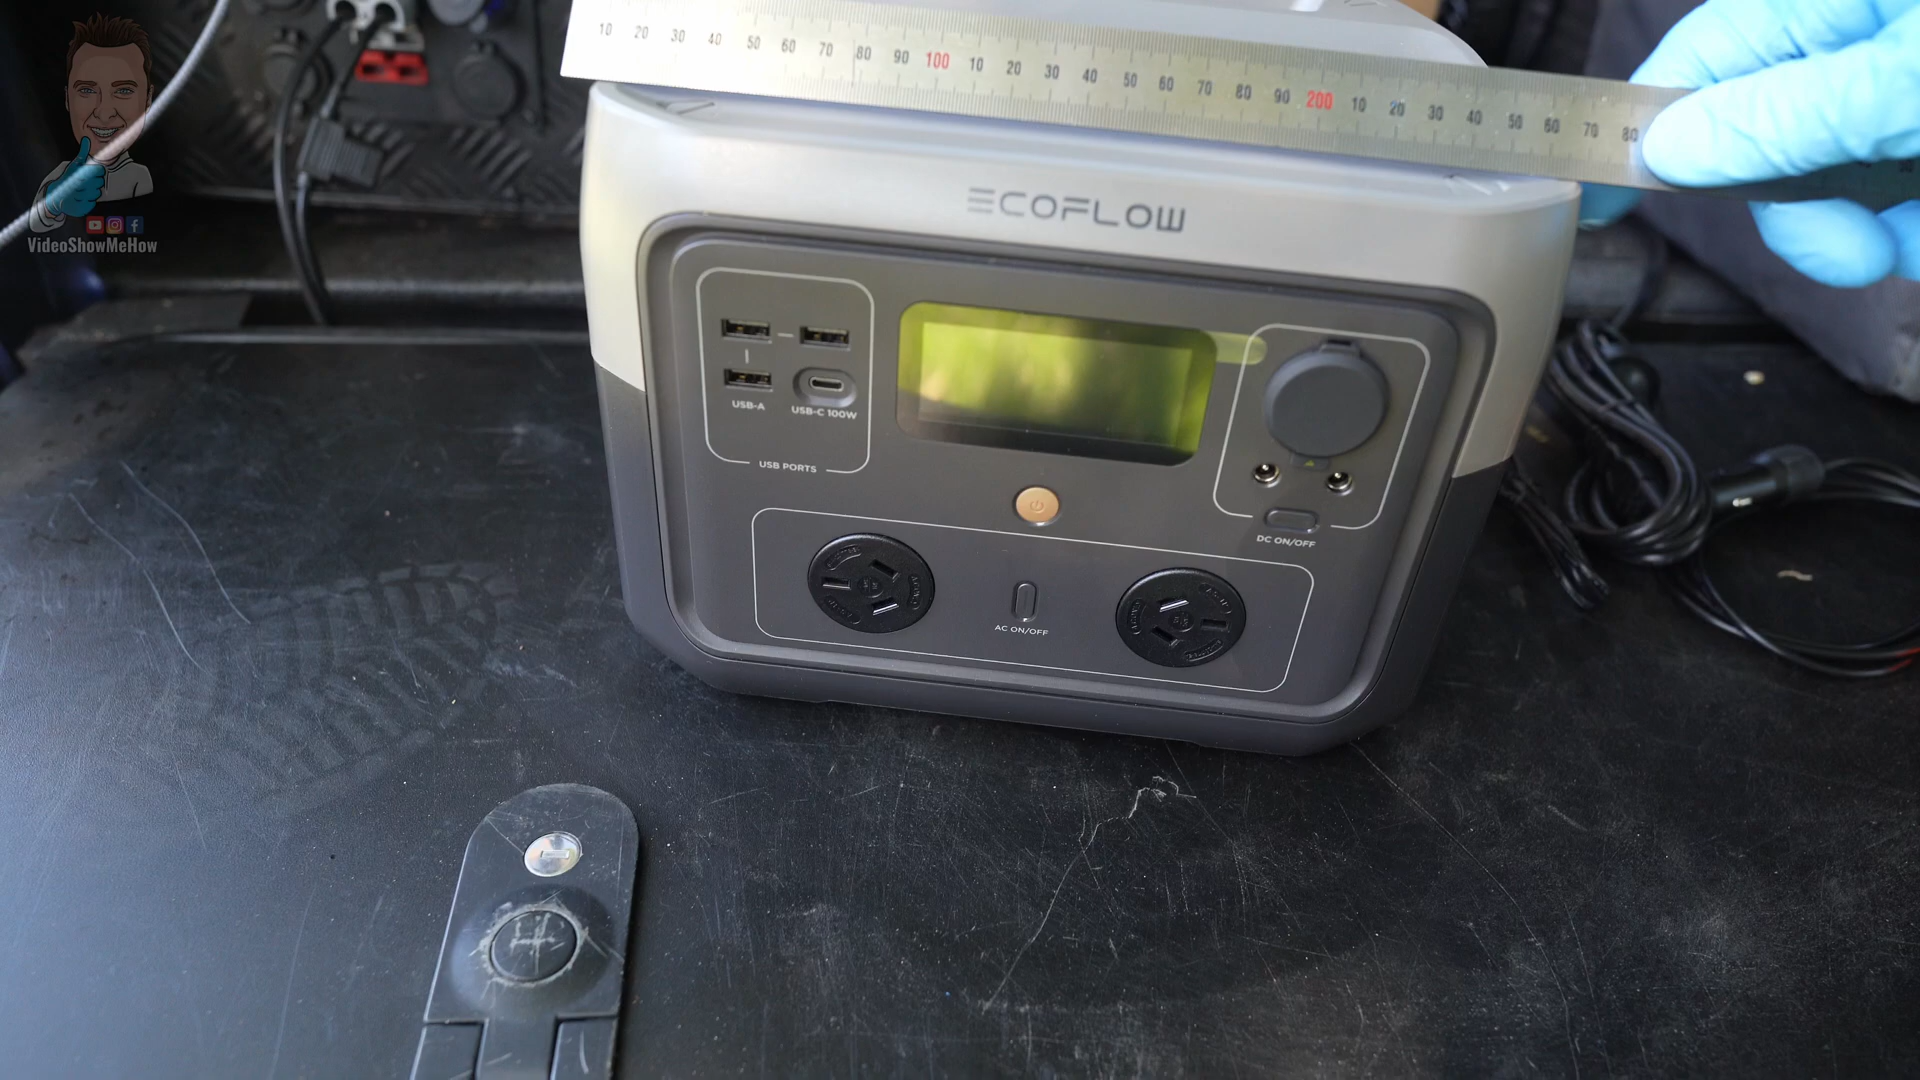 10 20 30 40 50 60 70 80 90 100 10 20 30 40 50 60 70 80 90 200 10 20 30 40 50 60 70 80
VideoShowMeHow
ECOFLOW
USB-A
USB-C 100W
USB PORTS
DC ON/OFF
AC ON/OFF